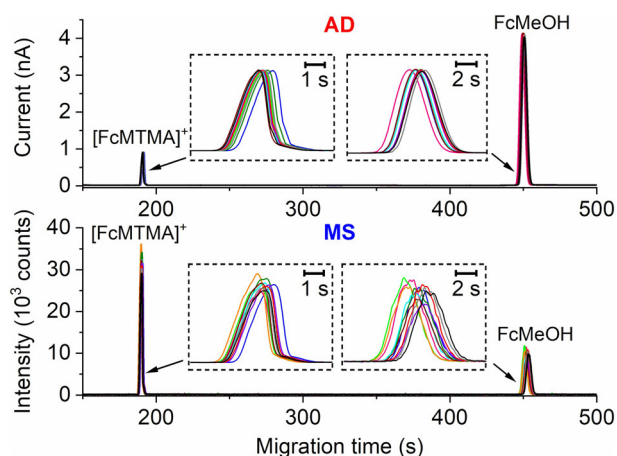 AD
FcMeOH
[FcMTMA]⁺
1 s
2 s
Current (nA)
4
3
2
1
0
200
300
400
500
MS
[FcMTMA]⁺
1 s
2 s
FcMeOH
Intensity (10³ counts)
40
30
20
10
0
200
300
400
500
Migration time (s)